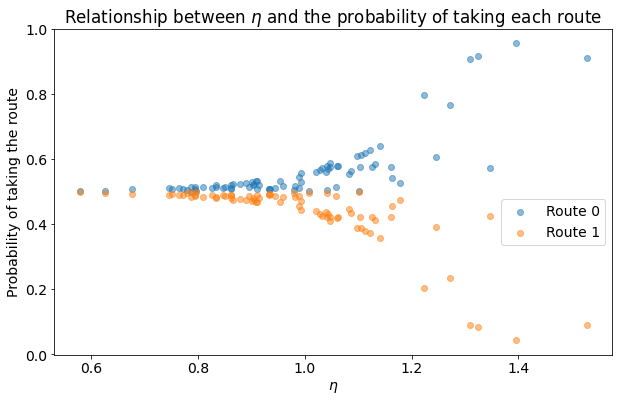 Relationship between η and the probability of taking each route
Probability of taking the route
1.0
0.8
0.6
0.4
0.2
0.0
Route 0
Route 1
0.6
0.8
1.0
1.2
1.4
η